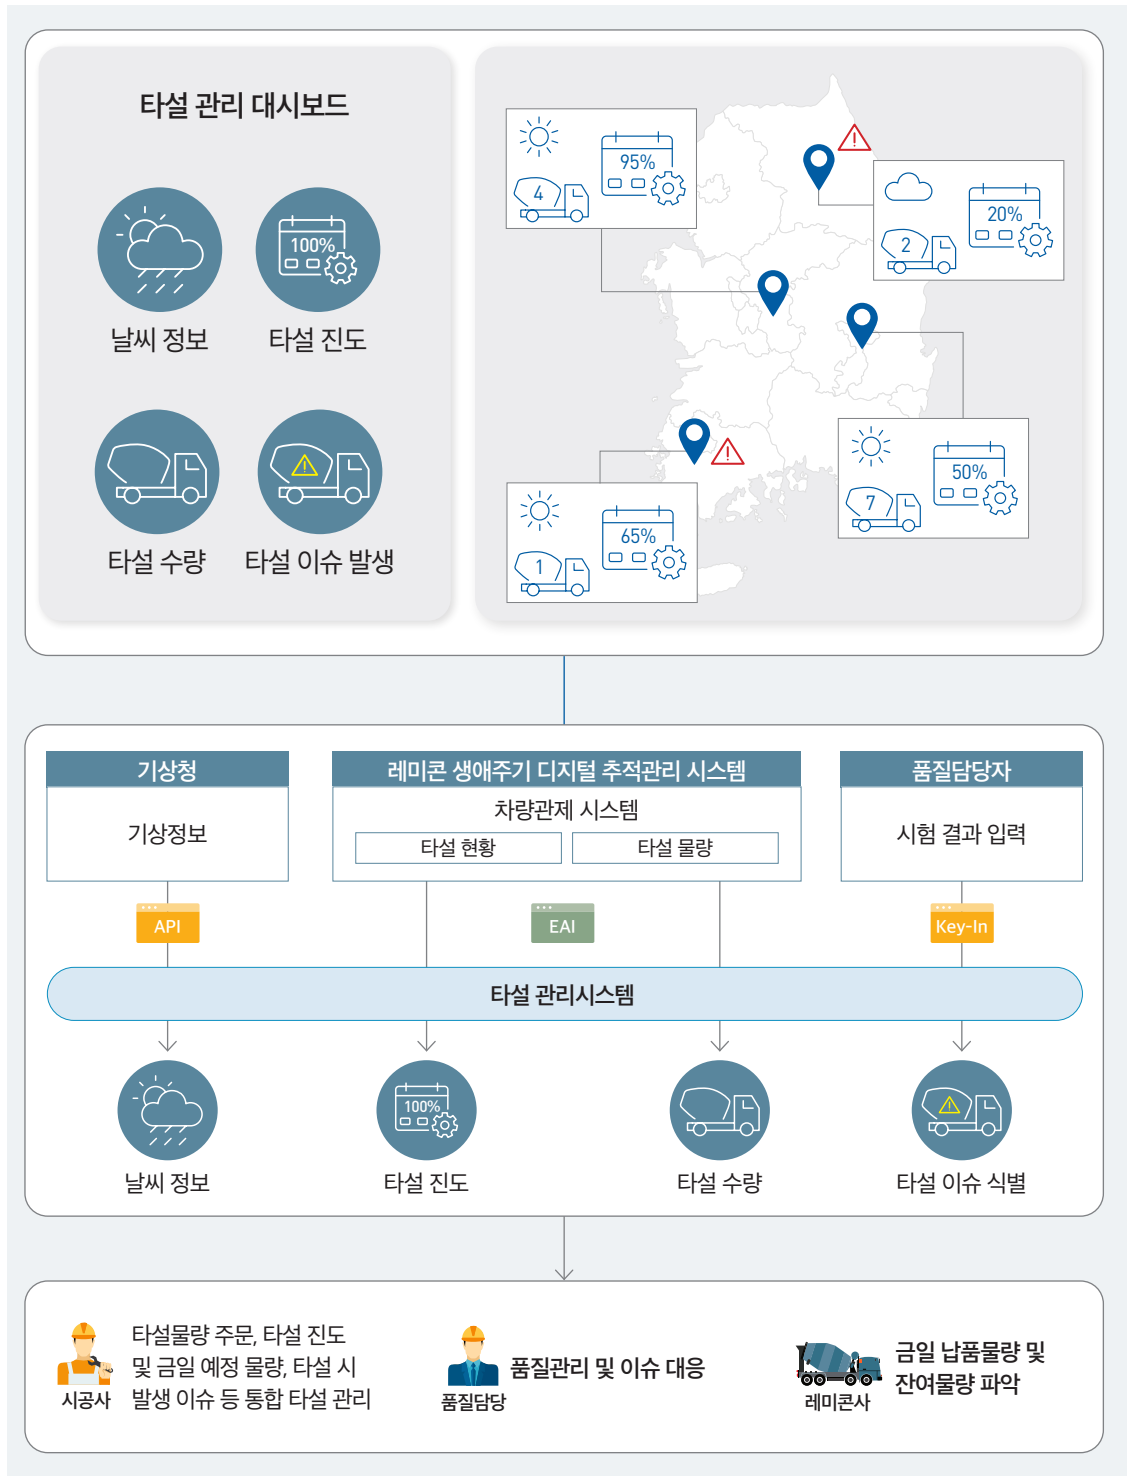 타설 관리 대시보드
100%
날씨 정보
타설 진도
타설 수량
타설 이슈 발생
95%
4
20%
2
50%
7
65%
1
기상청
기상정보
레미콘 생애주기 디지털 추적관리 시스템
차량관제 시스템
타설 현황
타설 물량
품질담당자
시험 결과 입력
API
EAI
Key-In
타설 관리시스템
100%
날씨 정보
타설 진도
타설 수량
타설 이슈 식별
시공사
타설물량 주문, 타설 진도
및 금일 예정 물량, 타설 시
발생 이슈 등 통합 타설 관리
품질담당
품질관리 및 이슈 대응
레미콘사
금일 납품물량 및
잔여물량 파악